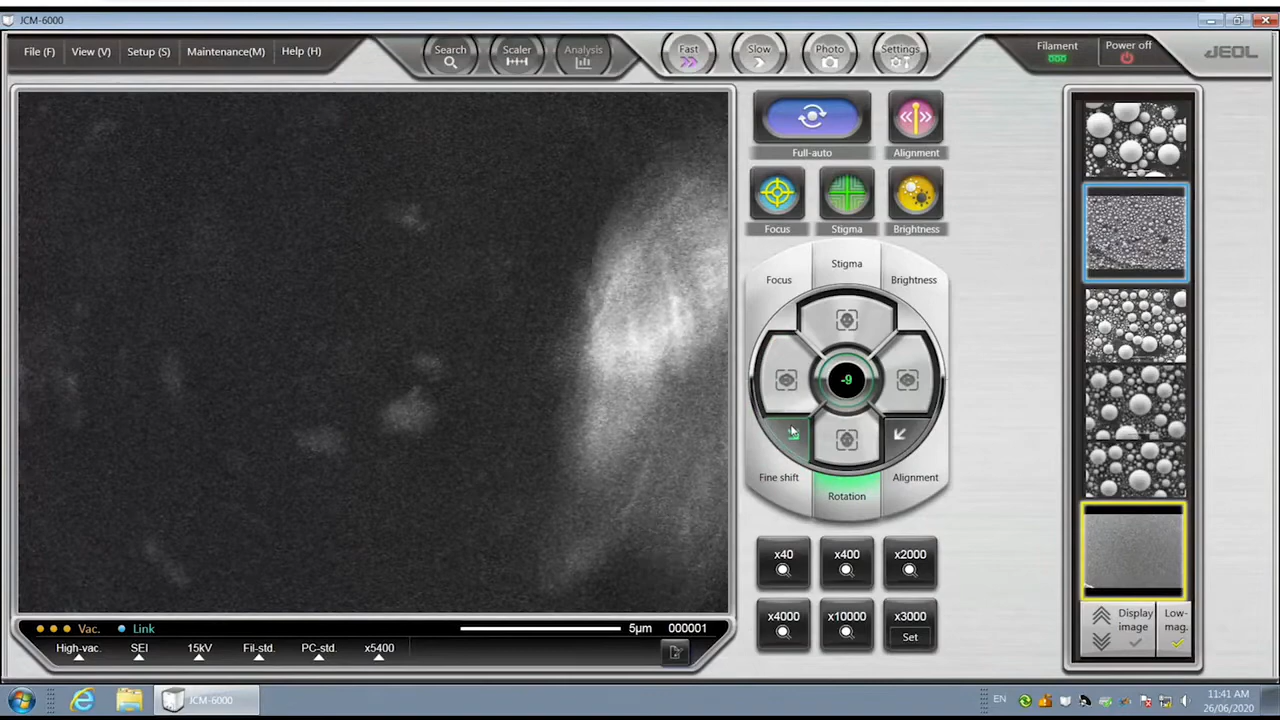 JCM-6000
File (F)
View (V)
Setup (S)
Maintenance(M)
Help (H)
Search
Scaler
Analysis
Fast
Slow
Photo
Settings
Filament
Power off
JEOL
Full-auto
Alignment
Focus
Stigma
Brightness
Focus
Stigma
Brightness
-9
Fine shift
Rotation
Alignment
x40
x400
x2000
x4000
x10000
x3000
Set
Display
image
Low-
mag.
Vac.
Link
5μm
000001
High-vac.
SEI
15kV
Fil-std.
PC-std.
x5400
JCM-6000
EN
11:41 AM
26/06/2020